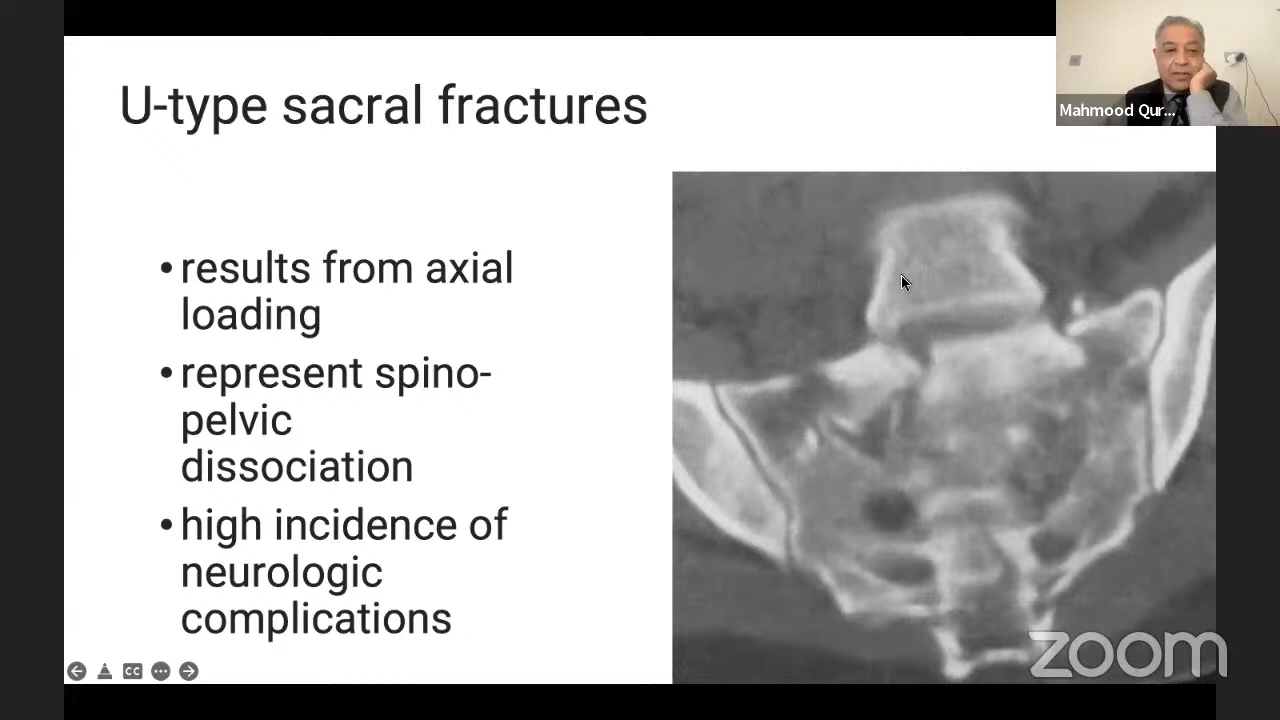 U-type sacral fractures
Mahmood Qur...
• results from axial
loading
• represent spino-
pelvic
dissociation
• high incidence of
neurologic
complications
CC
zoom